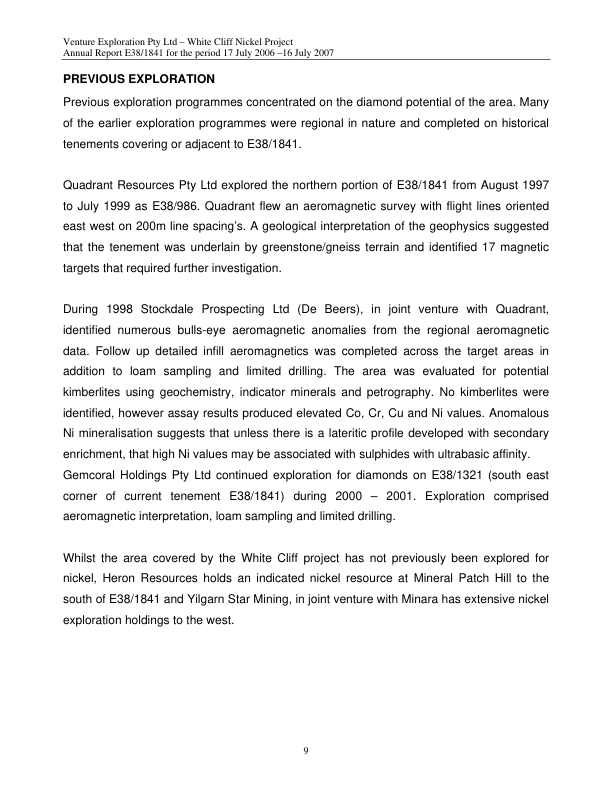 Venture Exploration Pty Ltd – White Cliff Nickel Project
Annual Report E38/1841 for the period 17 July 2006 –16 July 2007
PREVIOUS EXPLORATION
Previous exploration programmes concentrated on the diamond potential of the area. Many
of the earlier exploration programmes were regional in nature and completed on historical
tenements covering or adjacent to E38/1841.
Quadrant Resources Pty Ltd explored the northern portion of E38/1841 from August 1997
to July 1999 as E38/986. Quadrant flew an aeromagnetic survey with flight lines oriented
east west on 200m line spacing’s. A geological interpretation of the geophysics suggested
that the tenement was underlain by greenstone/gneiss terrain and identified 17 magnetic
targets that required further investigation.
During 1998 Stockdale Prospecting Ltd (De Beers), in joint venture with Quadrant,
identified numerous bulls-eye aeromagnetic anomalies from the regional aeromagnetic
data. Follow up detailed infill aeromagnetics was completed across the target areas in
addition to loam sampling and limited drilling. The area was evaluated for potential
kimberlites using geochemistry, indicator minerals and petrography. No kimberlites were
identified, however assay results produced elevated Co, Cr, Cu and Ni values. Anomalous
Ni mineralisation suggests that unless there is a lateritic profile developed with secondary
enrichment, that high Ni values may be associated with sulphides with ultrabasic affinity.
Gemcoral Holdings Pty Ltd continued exploration for diamonds on E38/1321 (south east
corner of current tenement E38/1841) during 2000 – 2001. Exploration comprised
aeromagnetic interpretation, loam sampling and limited drilling.
Whilst the area covered by the White Cliff project has not previously been explored for
nickel, Heron Resources holds an indicated nickel resource at Mineral Patch Hill to the
south of E38/1841 and Yilgarn Star Mining, in joint venture with Minara has extensive nickel
exploration holdings to the west.
9